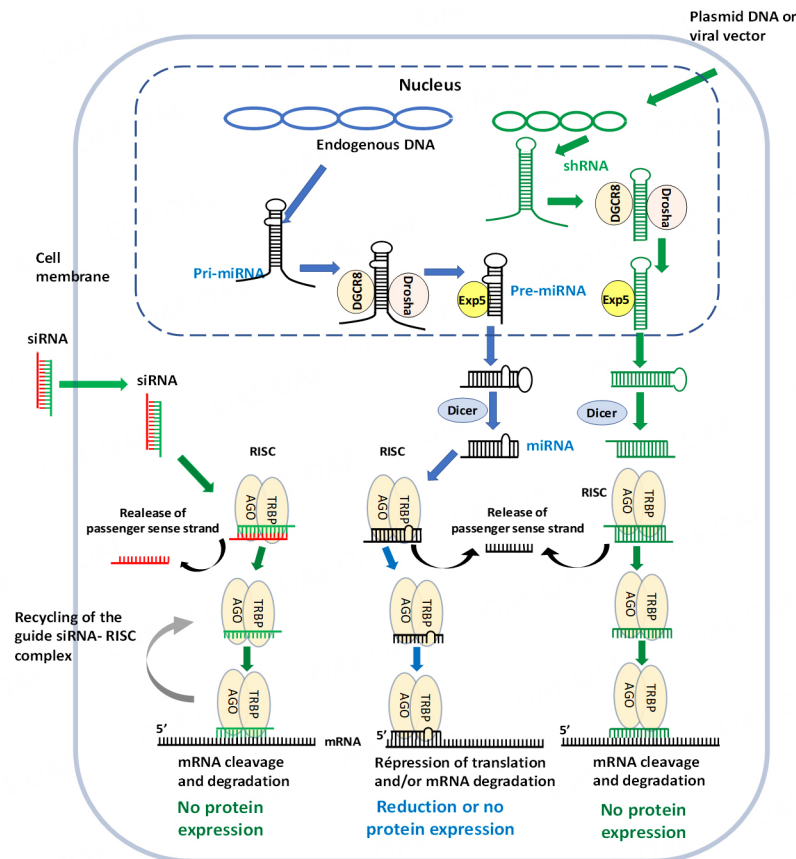 Plasmid DNA or
viral vector
Nucleus
Endogenous DNA
shRNA
DGCR8
Drosha
Cell
membrane
Pri-miRNA
DGCR8
Drosha
Exp5
Pre-miRNA
Exp5
siRNA
siRNA
Dicer
Dicer
miRNA
RISC
RISC
RISC
AGO
TRBP
AGO
TRBP
AGO
TRBP
Realease of
passenger sense strand
Release of
passenger sense strand
AGO
TRBP
AGO
TRBP
AGO
TRBP
Recycling of the
guide siRNA- RISC
complex
AGO
TRBP
AGO
TRBP
AGO
TRBP
5’
mRNA
5’
5’
mRNA cleavage
and degradation
Répression of translation
and/or mRNA degradation
mRNA cleavage
and degradation
No protein
expression
Reduction or no
protein expression
No protein
expression